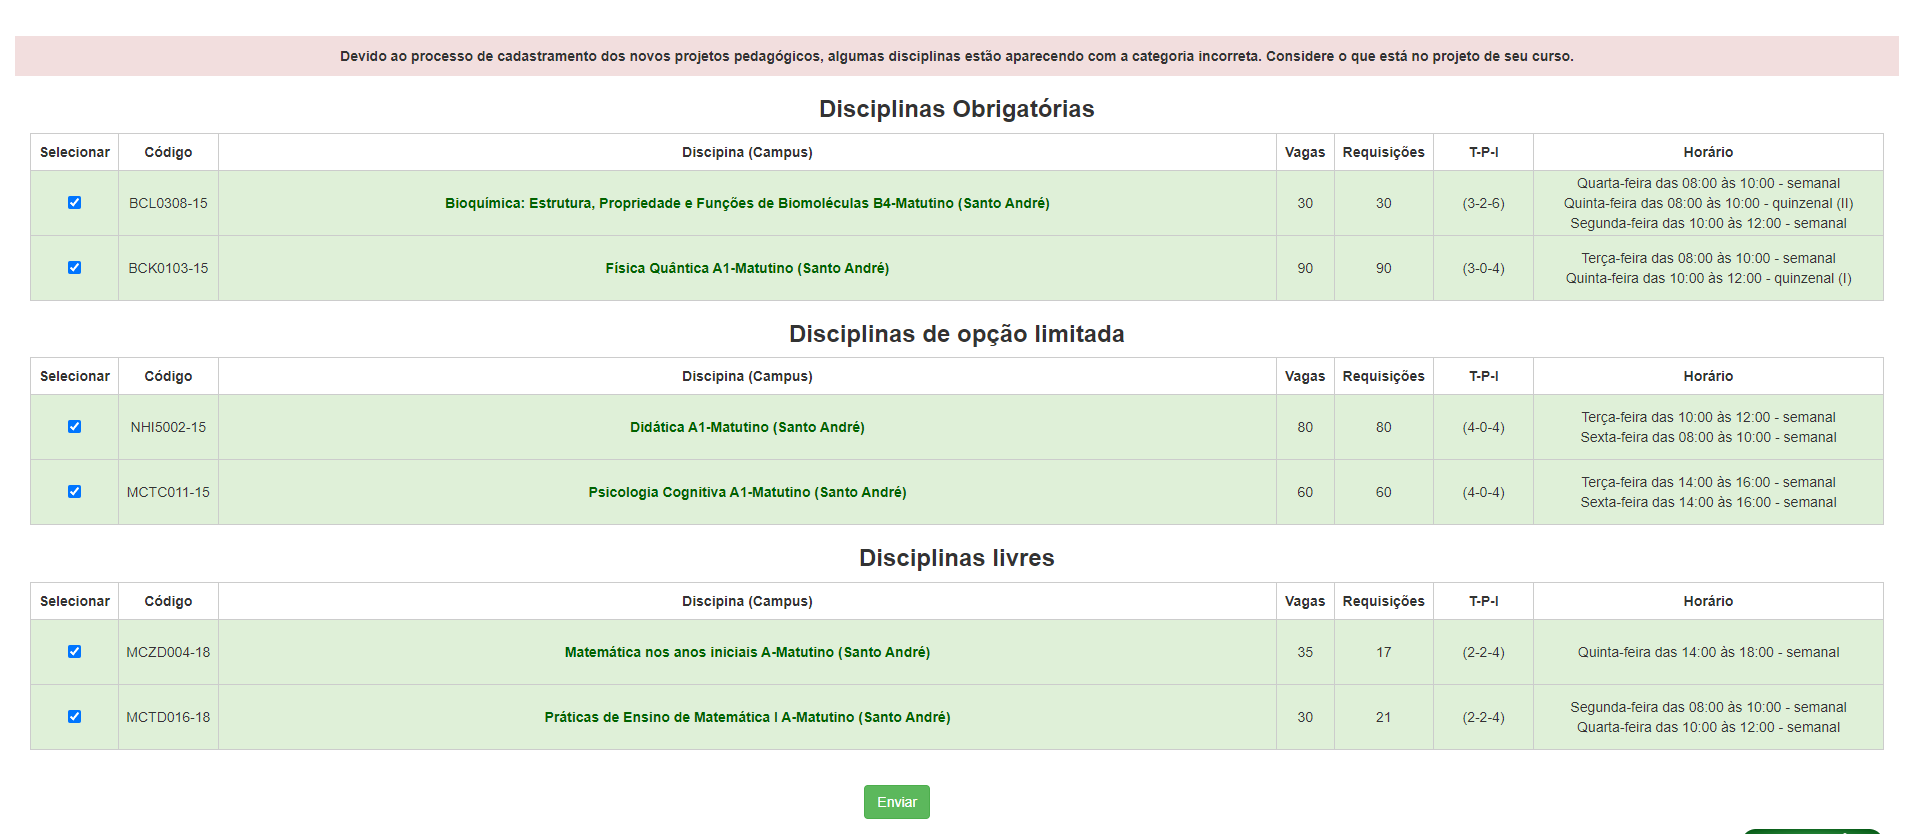 Devido ao processo de cadastramento dos novos projetos pedagógicos, algumas disciplinas estão aparecendo com a categoria incorreta. Considere o que está no projeto de seu curso.
Disciplinas Obrigatórias
Selecionar Código Discipina (Campus) Vagas Requisições T-P-I Horário
BCL0308-15 Bioquímica: Estrutura, Propriedade e Funções de Biomoléculas B4-Matutino (Santo André) 30 30 (3-2-6) Quarta-feira das 08:00 às 10:00 - semanal
Quinta-feira das 08:00 às 10:00 - quinzenal (II)
Segunda-feira das 10:00 às 12:00 - semanal
BCK0103-15 Física Quântica A1-Matutino (Santo André) 90 90 (3-0-4) Terça-feira das 08:00 às 10:00 - semanal
Quinta-feira das 10:00 às 12:00 - quinzenal (I)
Disciplinas de opção limitada
Selecionar Código Discipina (Campus) Vagas Requisições T-P-I Horário
NHI5002-15 Didática A1-Matutino (Santo André) 80 80 (4-0-4) Terça-feira das 10:00 às 12:00 - semanal
Sexta-feira das 08:00 às 10:00 - semanal
MCTC011-15 Psicologia Cognitiva A1-Matutino (Santo André) 60 60 (4-0-4) Terça-feira das 14:00 às 16:00 - semanal
Sexta-feira das 14:00 às 16:00 - semanal
Disciplinas livres
Selecionar Código Discipina (Campus) Vagas Requisições T-P-I Horário
MCZD004-18 Matemática nos anos iniciais A-Matutino (Santo André) 35 17 (2-2-4) Quinta-feira das 14:00 às 18:00 - semanal
MCTD016-18 Práticas de Ensino de Matemática I A-Matutino (Santo André) 30 21 (2-2-4) Segunda-feira das 08:00 às 10:00 - semanal
Quarta-feira das 10:00 às 12:00 - semanal
Enviar